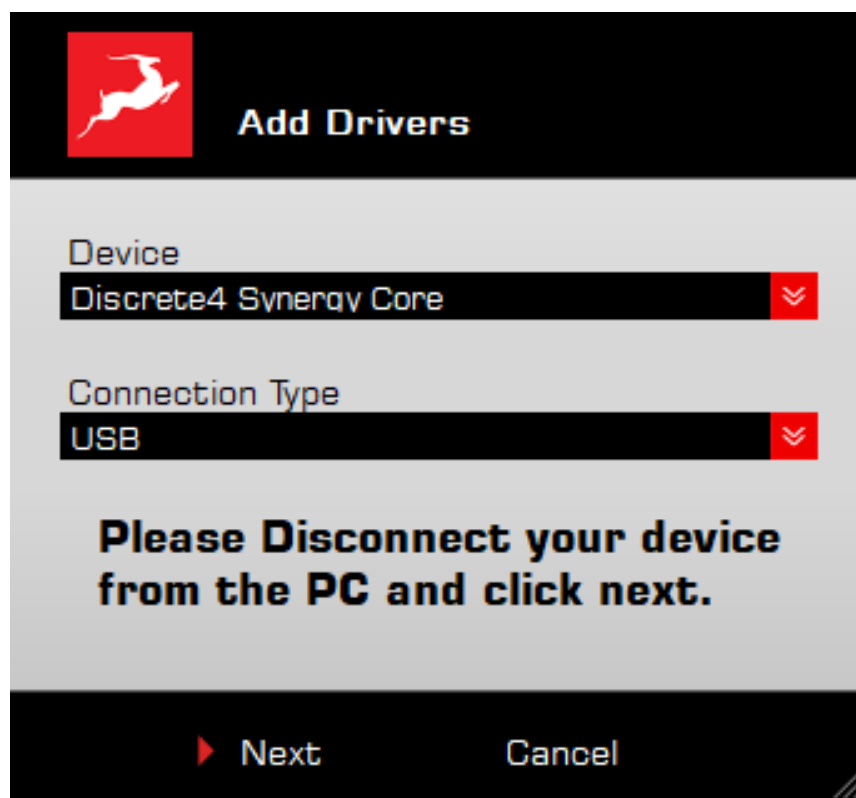 Add Drivers
Device
Discrete4 Synergy Core
Connection Type
USB
Please Disconnect your device
from the PC and click next.
Next
Cancel